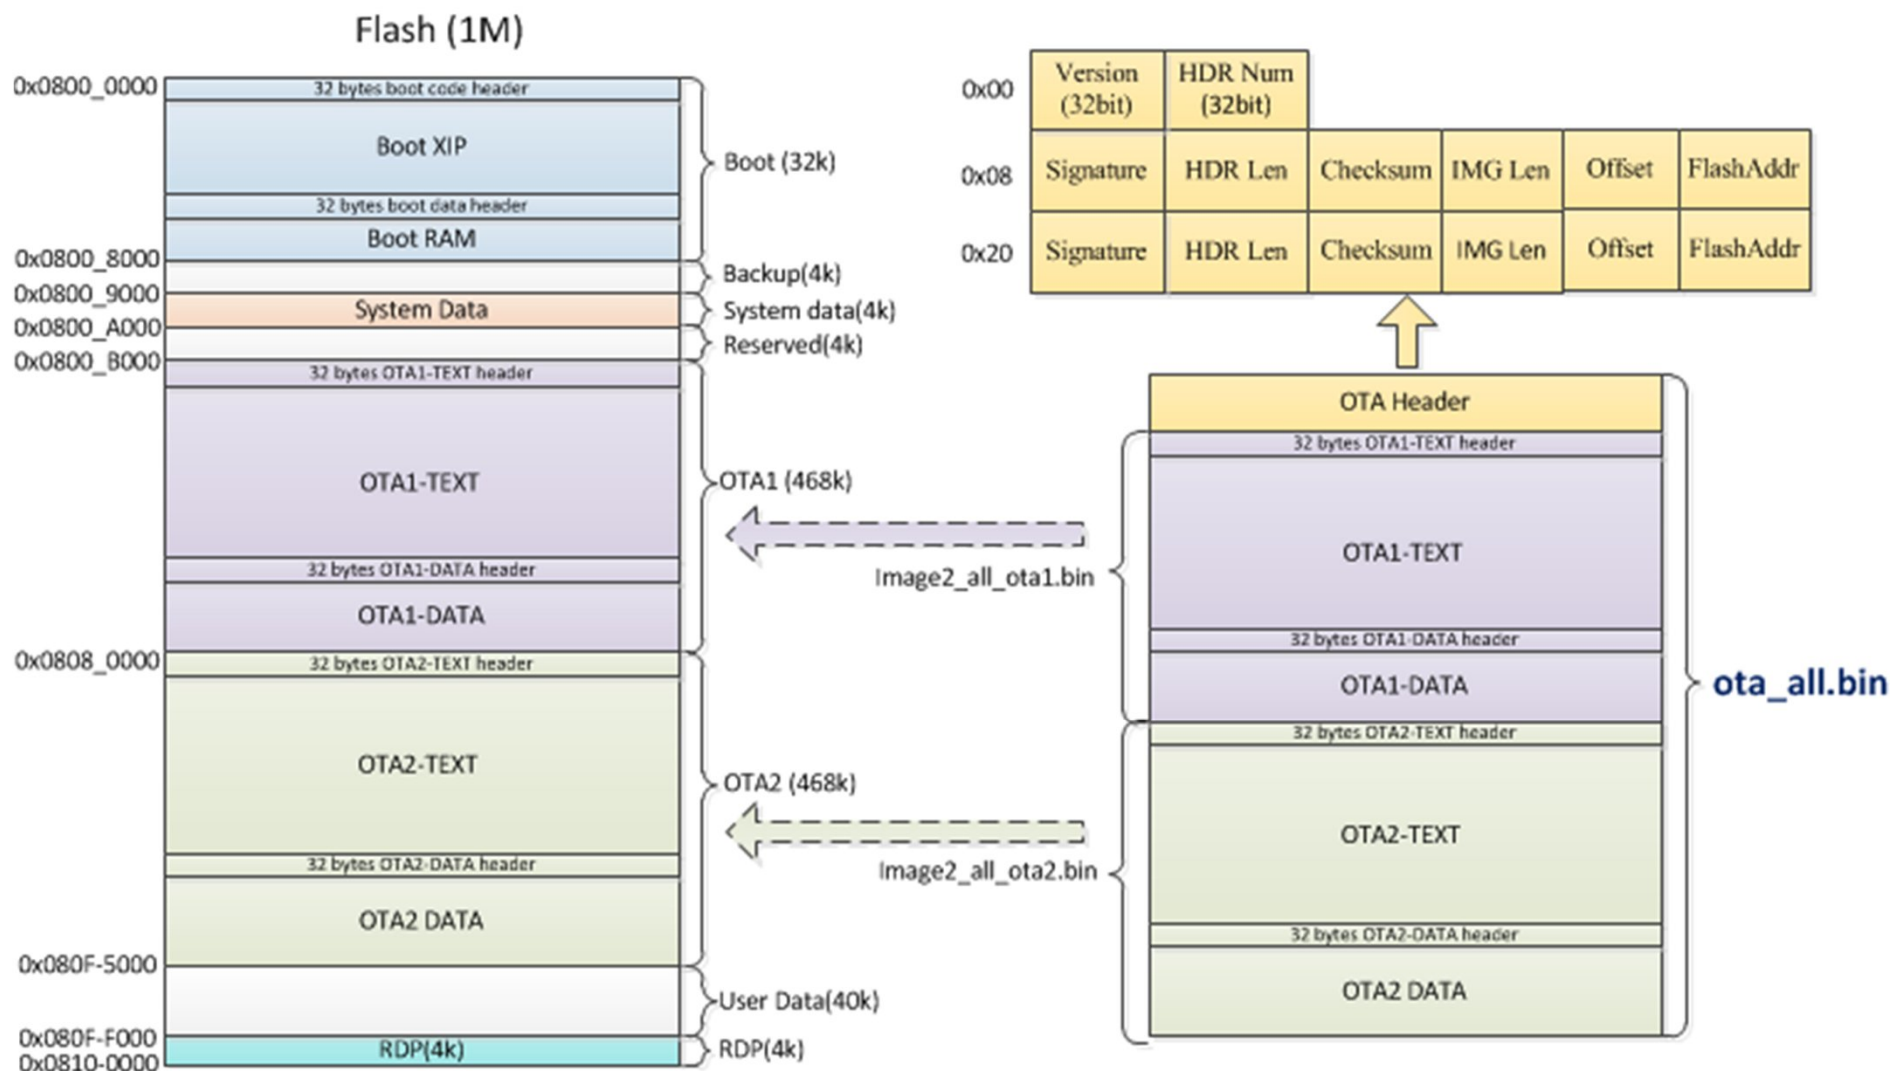 Flash (1M)
0x0800_0000
32 bytes boot code header
Boot XIP
32 bytes boot data header
Boot RAM
Boot (32k)
0x0800_8000
Backup(4k)
0x0800_9000
System Data
System data(4k)
0x0800_A000
Reserved(4k)
0x0800_B000
32 bytes OTA1-TEXT header
OTA1-TEXT
OTA1 (468k)
32 bytes OTA1-DATA header
OTA1-DATA
0x0808_0000
32 bytes OTA2-TEXT header
OTA2-TEXT
OTA2 (468k)
32 bytes OTA2-DATA header
OTA2 DATA
0x080F-5000
User Data(40k)
0x080F-F000
RDP(4k)
RDP(4k)
0x0810-0000
Image2_all_ota1.bin
Image2_all_ota2.bin
0x00
Version
(32bit)
HDR Num
(32bit)
0x08
Signature
HDR Len
Checksum
IMG Len
Offset
FlashAddr
0x20
Signature
HDR Len
Checksum
IMG Len
Offset
FlashAddr
OTA Header
32 bytes OTA1-TEXT header
OTA1-TEXT
32 bytes OTA1-DATA header
OTA1-DATA
32 bytes OTA2-TEXT header
OTA2-TEXT
32 bytes OTA2-DATA header
OTA2 DATA
ota_all.bin